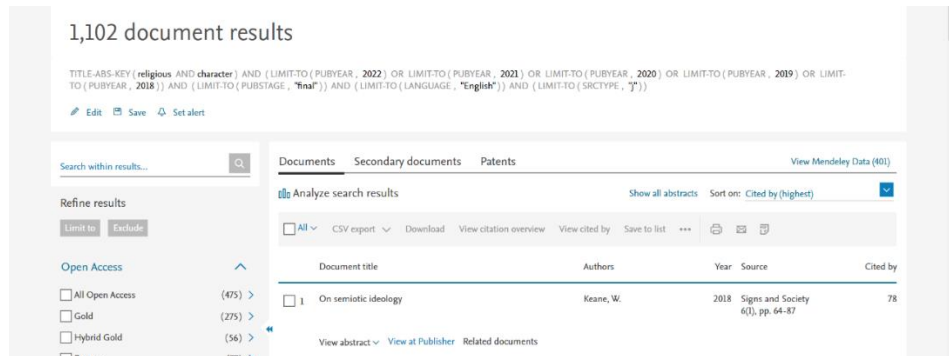 1,102 document results
TITLE-ABS-KEY ( religious AND character ) AND ( LIMIT-TO ( PUBYEAR , 2022 ) OR LIMIT-TO ( PUBYEAR , 2021 ) OR LIMIT-TO ( PUBYEAR , 2020 ) OR LIMIT-TO ( PUBYEAR , 2019 ) OR LIMIT-
TO ( PUBYEAR , 2018 ) ) AND ( LIMIT-TO ( PUBSTAGE , "final" ) ) AND ( LIMIT-TO ( LANGUAGE , "English" ) ) AND ( LIMIT-TO ( SRCTYPE , "j" ) )
Edit Save Set alert
Search within results...
Documents Secondary documents Patents View Mendeley Data (401)
Refine results
Analyze search results Show all abstracts Sort on: Cited by (highest)
Limit to Exclude
All CSV export Download View citation overview View cited by Save to list •••
Open Access
Document title Authors Year Source Cited by
All Open Access (475) >
Gold (275) >
Hybrid Gold (56) >
1 On semiotic ideology Keane, W. 2018 Signs and Society 78
6(1), pp. 64-87
View abstract View at Publisher Related documents